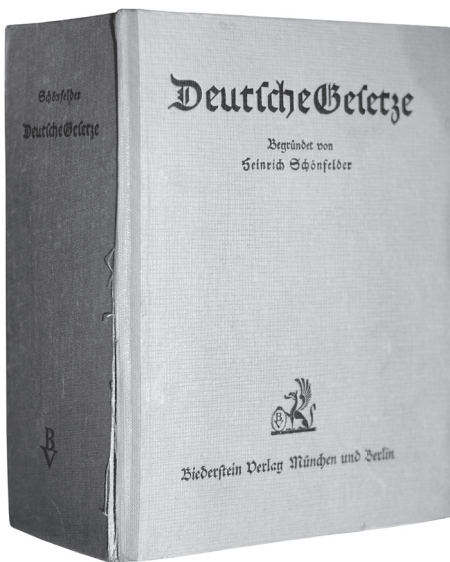 Schönfelder
Deutsche Gesetze
B
V
Deutsche Gesetze
Begründet von
Heinrich Schönfelder
Biederstein Verlag München und Berlin